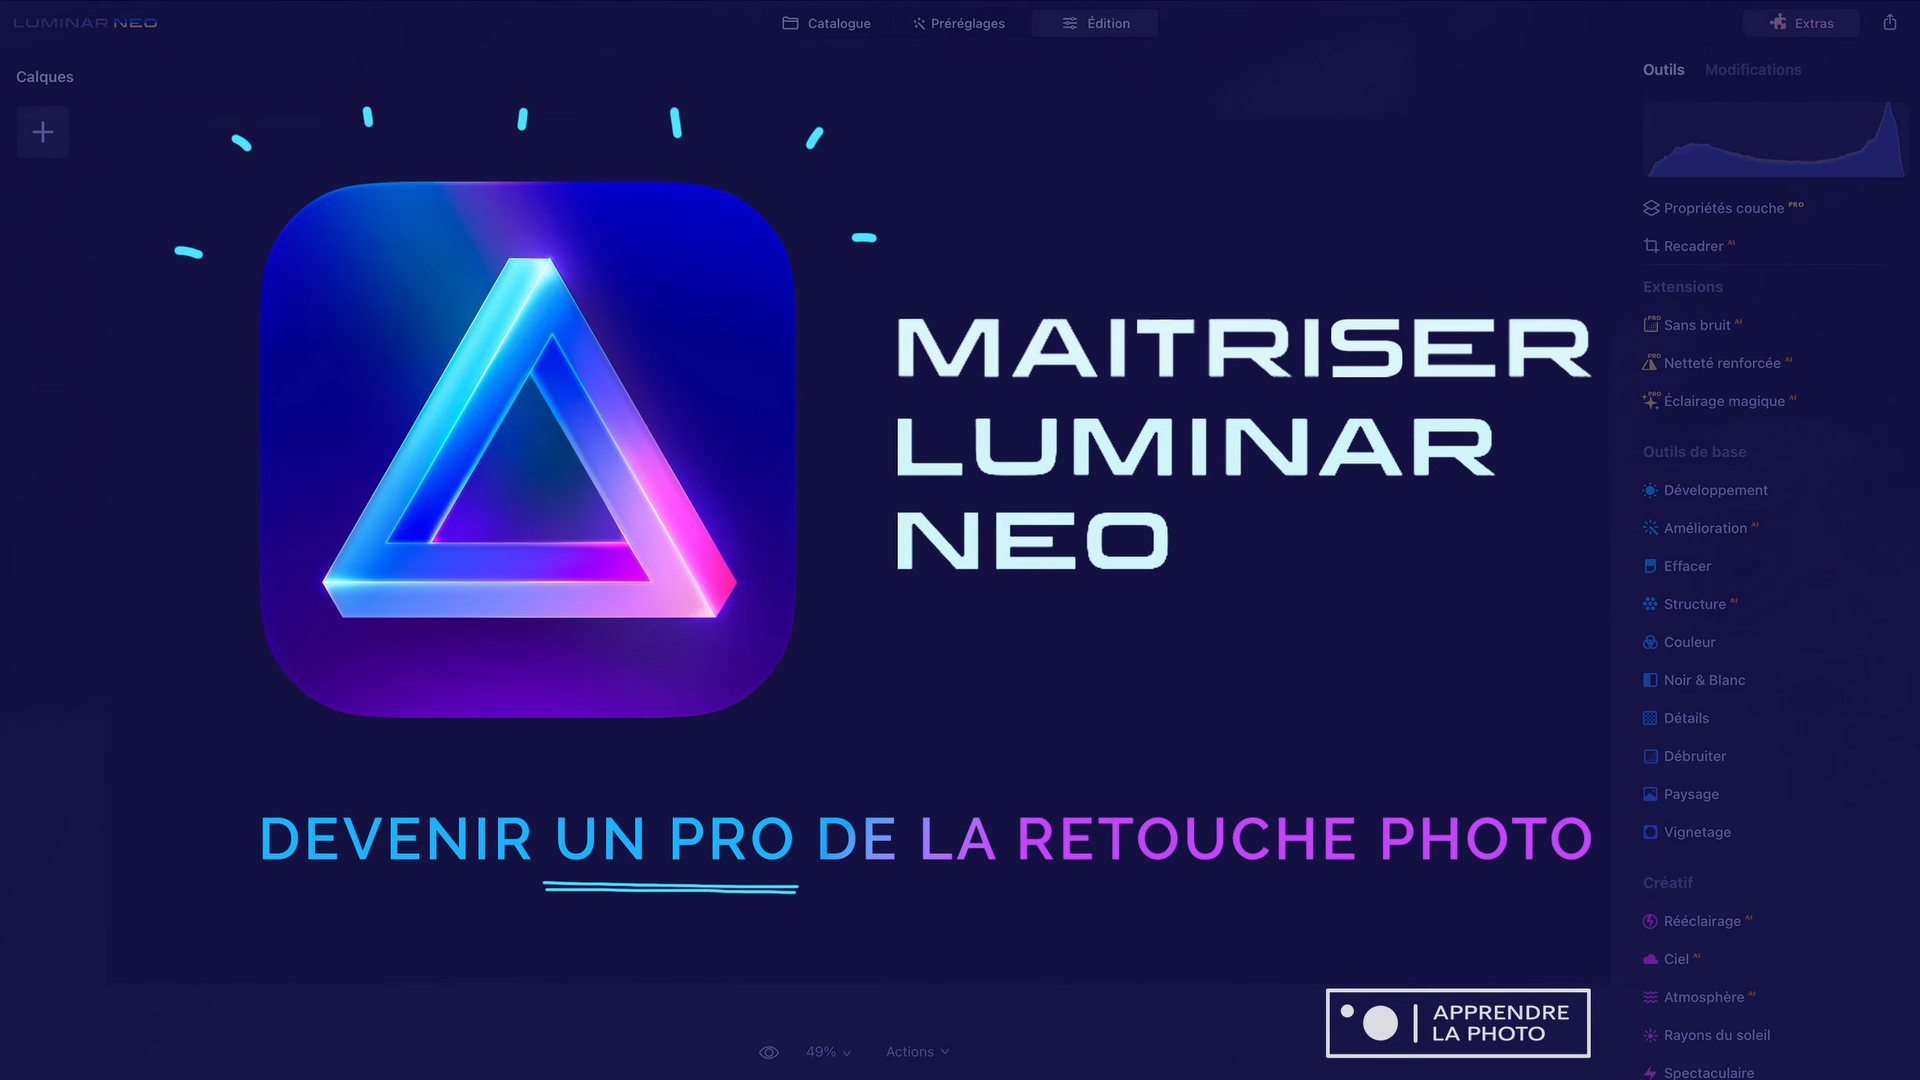 LUMINAR NEO
Catalogue
Préréglages
Édition
Extras
Calques
Outils
Modifications
Propriétés couche PRO
Recadrer AI
Extensions
PRO Sans bruit AI
PRO Netteté renforcée AI
PRO Éclairage magique AI
Outils de base
Développement
Amélioration AI
Effacer
Structure AI
Couleur
Noir & Blanc
Détails
Débruiter
Paysage
Vignetage
Créatif
Rééclairage AI
Ciel AI
Atmosphère AI
Rayons du soleil
Spectaculaire
MAITRISER
LUMINAR
NEO
DEVENIR UN PRO DE LA RETOUCHE PHOTO
APPRENDRE
LA PHOTO
49%
Actions